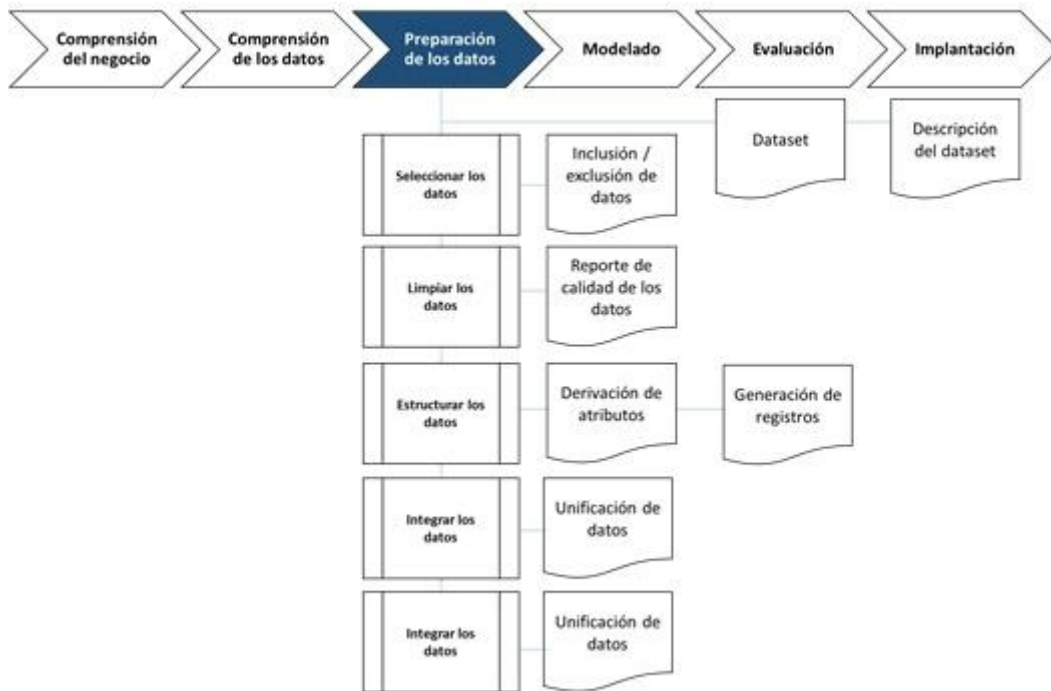 Comprensión
del negocio
Comprensión
de los datos
Preparación
de los datos
Modelado
Evaluación
Implantación
Dataset
Descripción
del dataset
Seleccionar los
datos
Inclusión /
exclusión de
datos
Limpiar los
datos
Reporte de
calidad de los
datos
Estructurar los
datos
Derivación de
atributos
Generación de
registros
Integrar los
datos
Unificación de
datos
Integrar los
datos
Unificación de
datos